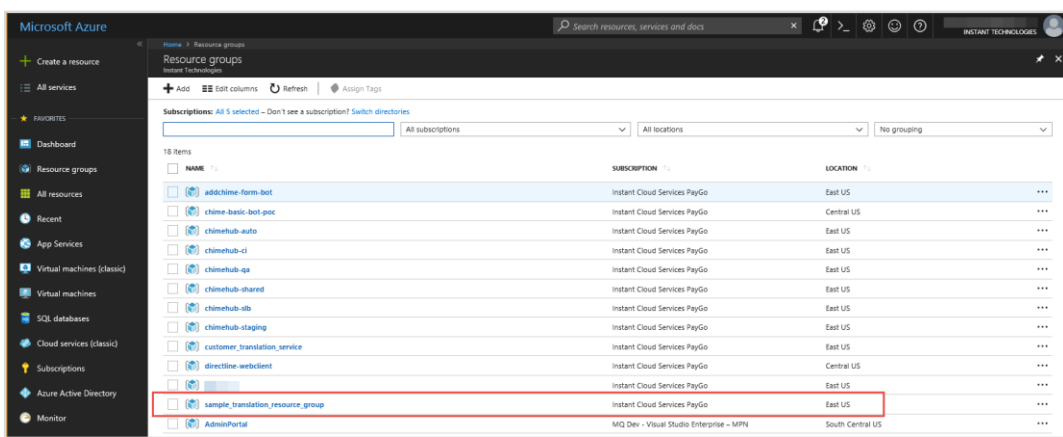 Microsoft Azure
Search resources, services and docs
INSTANT TECHNOLOGIES
Create a resource
All services
FAVORITES
Dashboard
Resource groups
All resources
Recent
App Services
Virtual machines (classic)
Virtual machines
SQL databases
Cloud services (classic)
Subscriptions
Azure Active Directory
Monitor
Home > Resource groups
Resource groups
Instant Technologies
Add Edit columns Refresh Assign Tags
Subscriptions: All 5 selected – Don't see a subscription? Switch directories
All subscriptions All locations No grouping
18 items
NAME SUBSCRIPTION LOCATION
addchime-form-bot Instant Cloud Services PayGo East US
chime-basic-bot-poc Instant Cloud Services PayGo Central US
chimehub-auto Instant Cloud Services PayGo East US
chimehub-ci Instant Cloud Services PayGo East US
chimehub-qa Instant Cloud Services PayGo East US
chimehub-shared Instant Cloud Services PayGo East US
chimehub-slb Instant Cloud Services PayGo East US
chimehub-staging Instant Cloud Services PayGo East US
customer_translation_service Instant Cloud Services PayGo East US
directline-webclient Instant Cloud Services PayGo Central US
Instant Cloud Services PayGo East US
sample_translation_resource_group Instant Cloud Services PayGo East US
AdminPortal MQ Dev - Visual Studio Enterprise – MPN South Central US